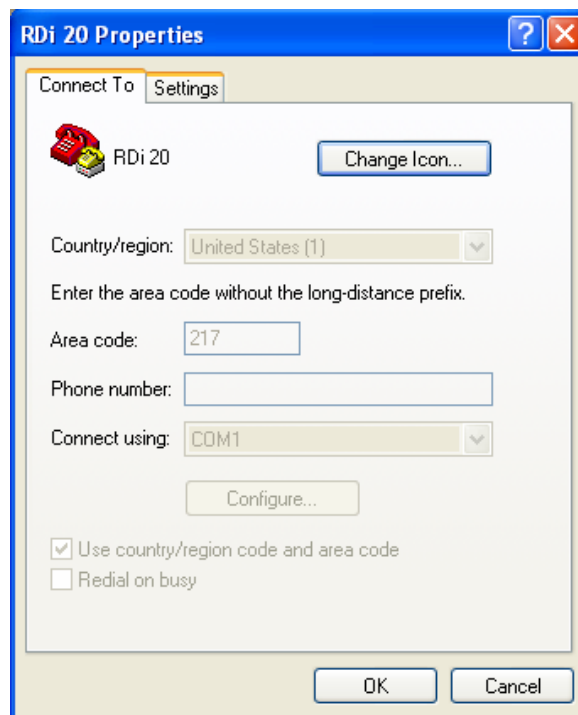 RDi 20 Properties
?
Connect To Settings
RDi 20 Change Icon...
Country/region: United States (1)
Enter the area code without the long-distance prefix.
Area code: 217
Phone number:
Connect using: COM1
Configure...
Use country/region code and area code
Redial on busy
OK Cancel